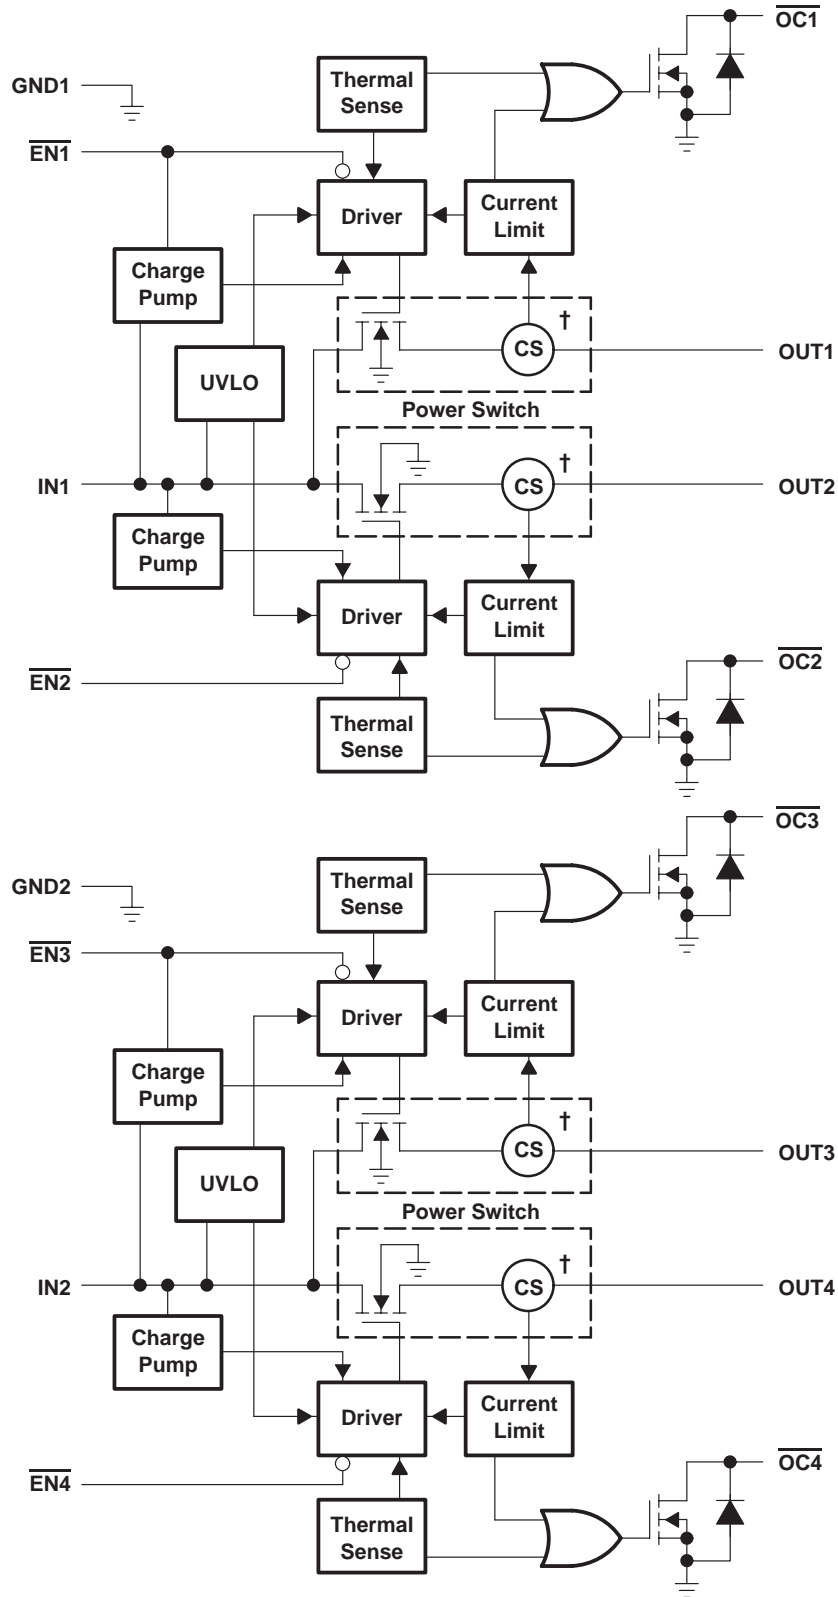 OC1
Thermal
Sense
GND1
EN1
Driver
Current
Limit
Charge
Pump
†
CS
OUT1
UVLO
Power Switch
†
IN1
CS
OUT2
Charge
Pump
Driver
Current
Limit
OC2
EN2
Thermal
Sense
OC3
Thermal
Sense
GND2
EN3
Driver
Current
Limit
Charge
Pump
†
CS
OUT3
UVLO
Power Switch
†
IN2
CS
OUT4
Charge
Pump
Driver
Current
Limit
OC4
EN4
Thermal
Sense